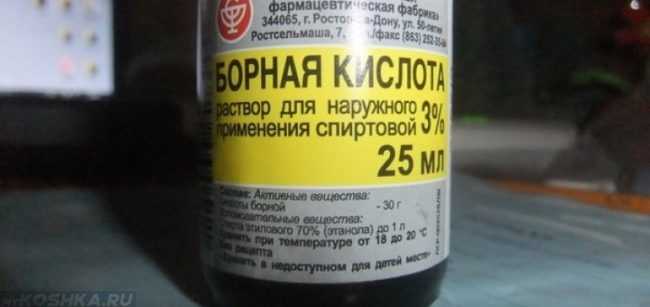 фармацевтическая фабрика"
344065, г. Ростов-на-Дону, ул. 50-летия
Ростсельмаша, 7, (863)
БОРНАЯ КИСЛОТА
раствор для наружного
применения спиртовой 3%
25 мл
Состав: Активные вещества:
кислоты борной - 30 г
Вспомогательные вещества:
спирта этилового 70% (этанола) до 1 л
Хранить при температуре от 18 до 20 °С
Без рецепта
Хранить в недоступном для детей месте
KOSHKA.RU